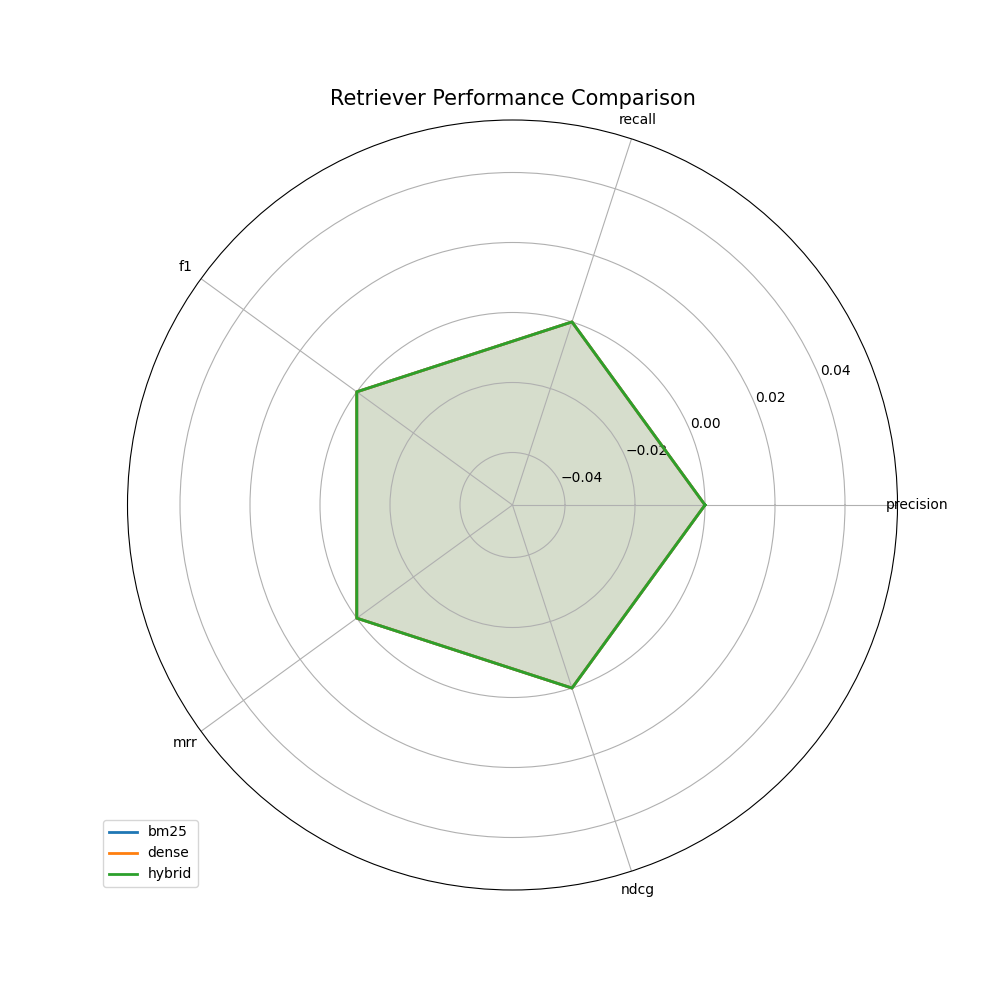 Retriever Performance Comparison
recall
f1
0.04
0.02
0.00
−0.02
−0.04
precision
mrr
ndcg
bm25
dense
hybrid